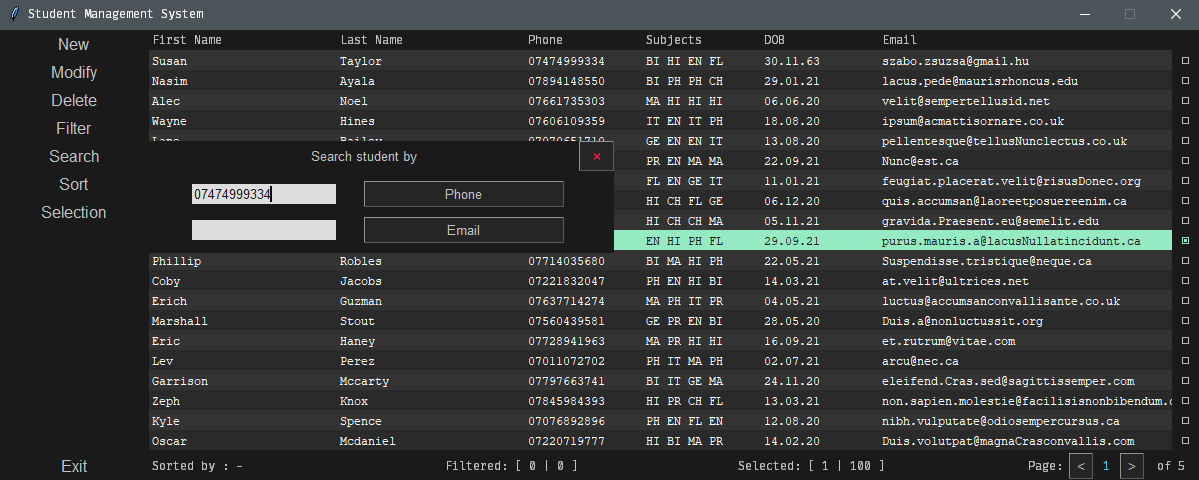 Student Management System
First Name Last Name Phone Subjects DOB Email
New
Modify
Delete
Filter
Search
Sort
Selection
Exit
Susan Taylor 07474999334 BI HI EN FL 30.11.63 szabo.zsuzsa@gmail.hu
Nasim Ayala 07894148550 BI PH PH CH 29.01.21 lacus.pede@maurisrhoncus.edu
Alec Noel 07661735303 MA HI HI HI 06.06.20 velit@sempertellusid.net
Wayne Hines 07606109359 IT EN IT PH 18.08.20 ipsum@acmattisornare.co.uk
GE EN EN IT 13.08.20 pellentesque@tellusNunclectus.co.uk
Search student by ×
07474999334 Phone
Email
PR EN MA MA 22.09.21 Nunc@est.ca
FL EN GE IT 11.01.21 feugiat.placerat.velit@risusDonec.org
HI CH FL GE 06.12.20 quis.accumsan@laoreetposuereenim.ca
HI CH CH MA 05.11.21 gravida.Praesent.eu@semelit.edu
EN HI PH FL 29.09.21 purus.mauris.a@lacusNullatincidunt.ca
Phillip Robles 07714035680 BI MA HI PH 22.05.21 Suspendisse.tristique@neque.ca
Coby Jacobs 07221832047 PH EN HI BI 14.03.21 at.velit@ultrices.net
Erich Guzman 07637714274 MA PH IT PR 04.05.21 luctus@accumsanconvallisante.co.uk
Marshall Stout 07560439581 GE PR EN BI 28.05.20 Duis.a@nonluctussit.org
Eric Haney 07728941963 MA PR HI HI 16.09.21 et.rutrum@vitae.com
Lev Perez 07011072702 PH IT MA PH 02.07.21 arcu@nec.ca
Garrison Mccarty 07797663741 BI IT GE MA 24.11.20 eleifend.Cras.sed@sagittissemper.com
Zeph Knox 07845984393 HI PR CH FL 13.03.21 non.sapien.molestie@facilisisnonbibendum.c
Kyle Spence 07076892896 PH EN FL EN 12.08.20 nibh.vulputate@odiosempercursus.ca
Oscar Mcdaniel 07220719777 HI BI MA PR 14.02.20 Duis.volutpat@magnaCrasconvallis.com
Sorted by : - Filtered: [ 0 | 0 ] Selected: [ 1 | 100 ] Page: < 1 > of 5